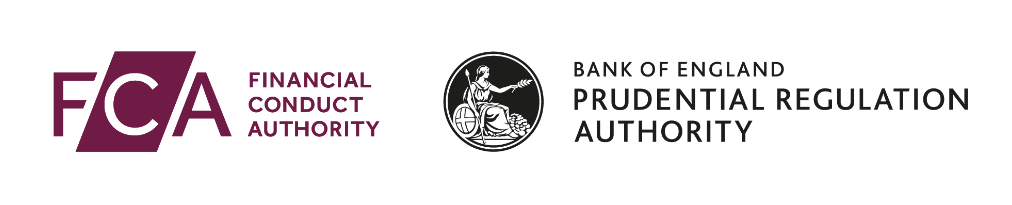 FCA
FINANCIAL
CONDUCT
AUTHORITY
BANK OF ENGLAND
PRUDENTIAL REGULATION
AUTHORITY